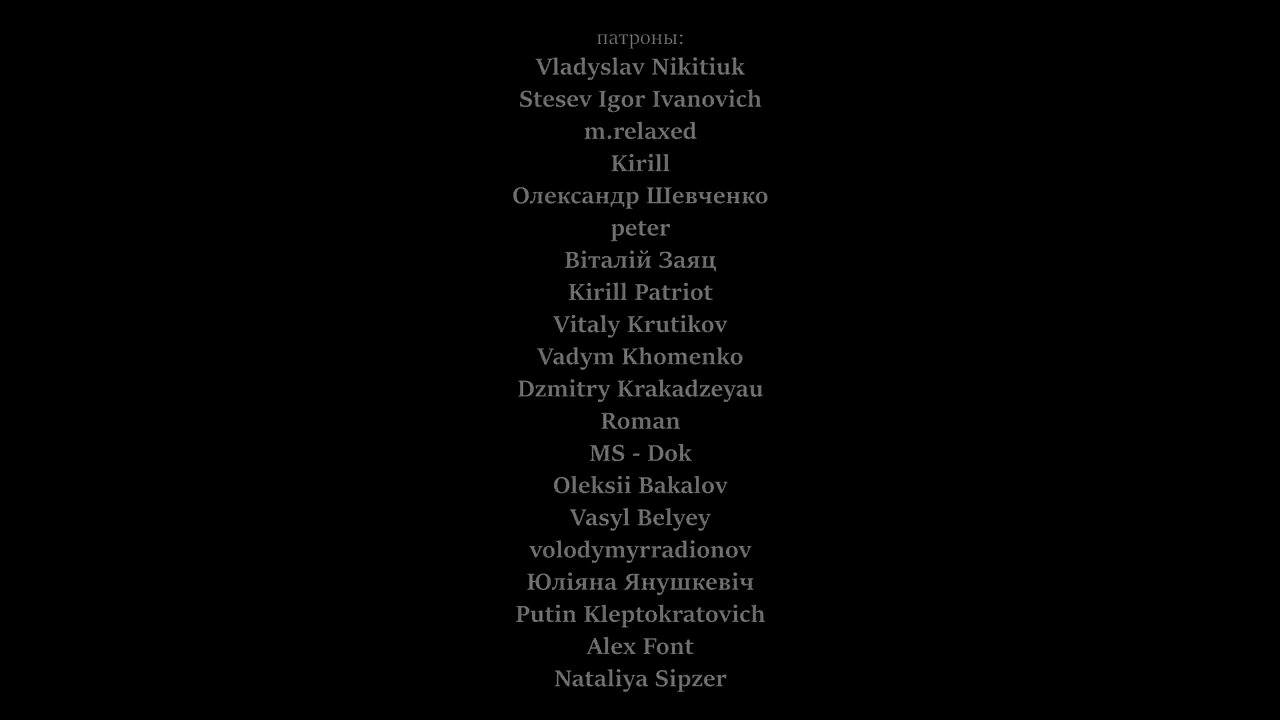 патроны:
Vladyslav Nikitiuk
Stesev Igor Ivanovich
m.relaxed
Kirill
Олександр Шевченко
peter
Віталій Заяц
Kirill Patriot
Vitaly Krutikov
Vadym Khomenko
Dzmitry Krakadzeyau
Roman
MS - Dok
Oleksii Bakalov
Vasyl Belyey
volodymyrradionov
Юліяна Янушкевіч
Putin Kleptokratovich
Alex Font
Nataliya Sipzer